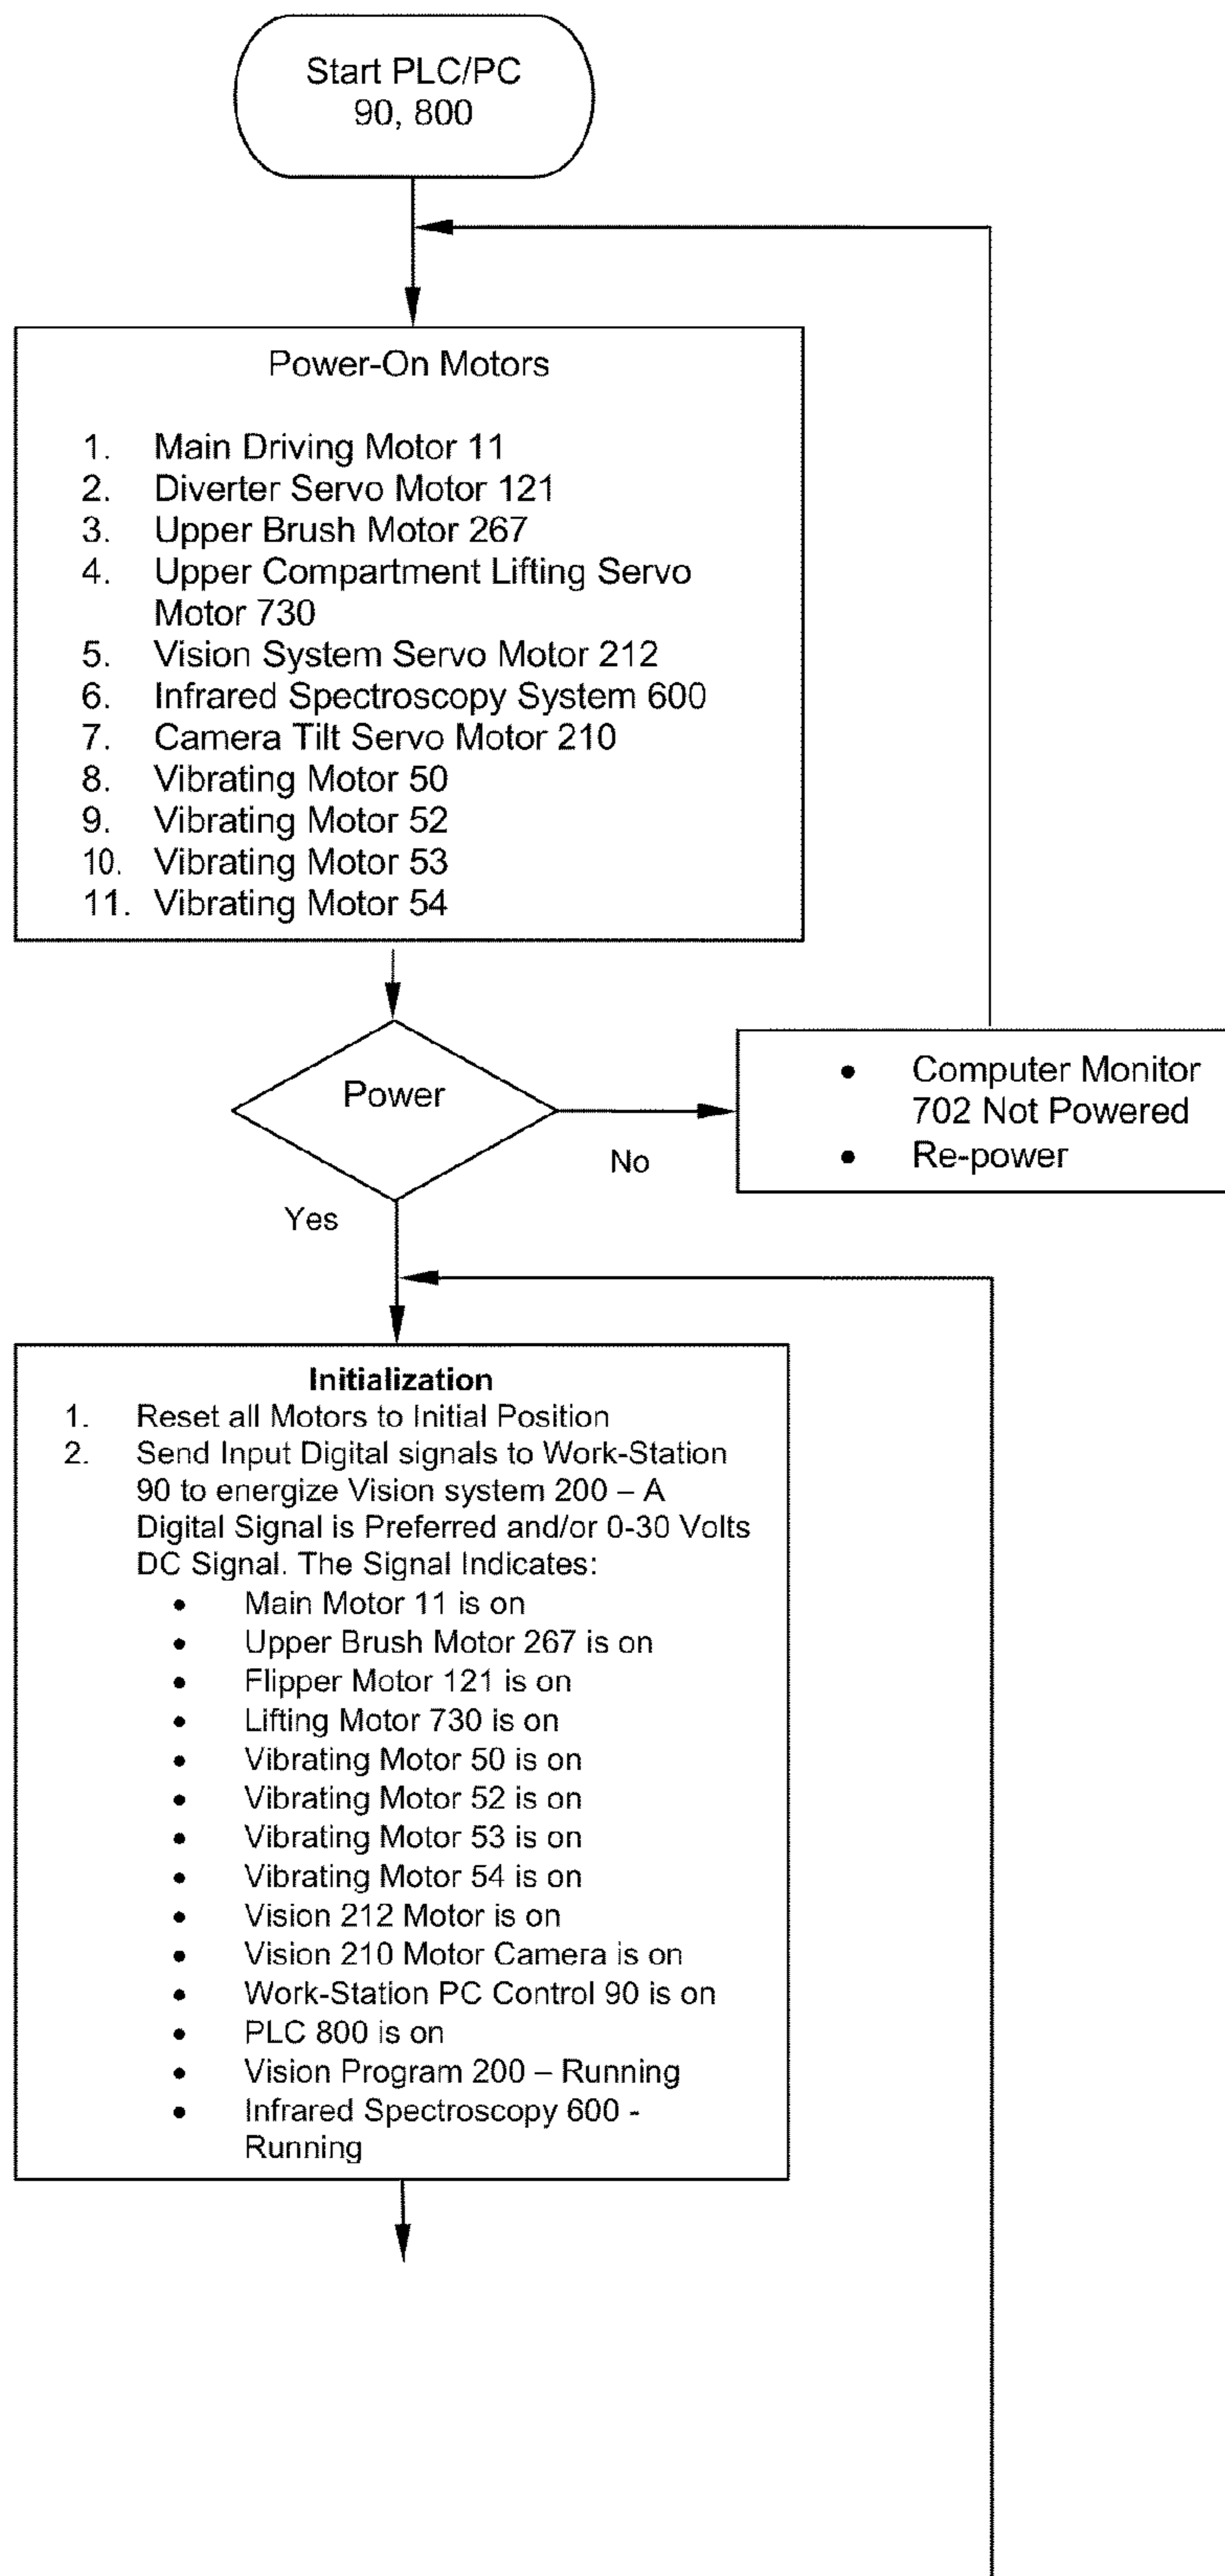 Start PLC/PC
90, 800
Power-On Motors
1. Main Driving Motor 11
2. Diverter Servo Motor 121
3. Upper Brush Motor 267
4. Upper Compartment Lifting Servo
Motor 730
5. Vision System Servo Motor 212
6. Infrared Spectroscopy System 600
7. Camera Tilt Servo Motor 210
8. Vibrating Motor 50
9. Vibrating Motor 52
10. Vibrating Motor 53
11. Vibrating Motor 54
Power
• Computer Monitor
702 Not Powered
• Re-power
No
Yes
Initialization
1. Reset all Motors to Initial Position
2. Send Input Digital signals to Work-Station
90 to energize Vision system 200 – A
Digital Signal is Preferred and/or 0-30 Volts
DC Signal. The Signal Indicates:
• Main Motor 11 is on
• Upper Brush Motor 267 is on
• Flipper Motor 121 is on
• Lifting Motor 730 is on
• Vibrating Motor 50 is on
• Vibrating Motor 52 is on
• Vibrating Motor 53 is on
• Vibrating Motor 54 is on
• Vision 212 Motor is on
• Vision 210 Motor Camera is on
• Work-Station PC Control 90 is on
• PLC 800 is on
• Vision Program 200 – Running
• Infrared Spectroscopy 600 -
Running